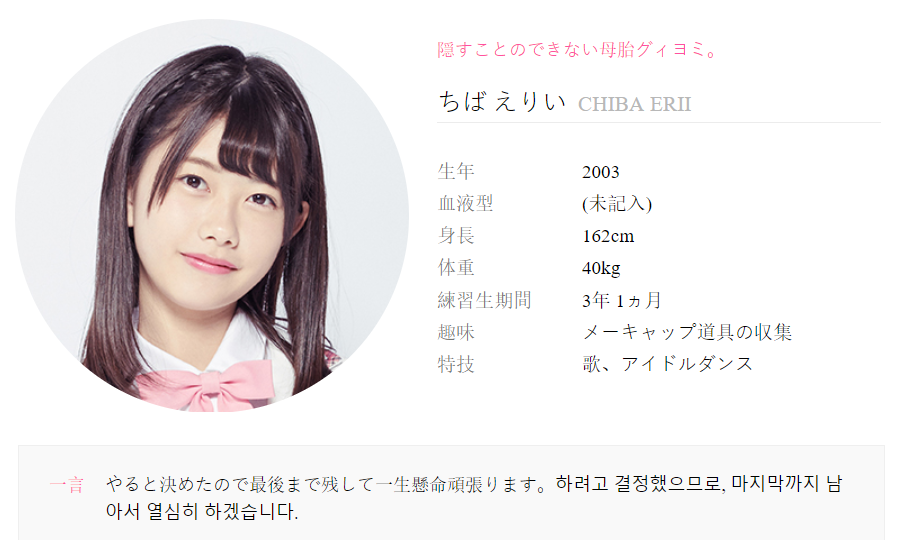 隠すことのできない母胎グィヨミ。
ちば えりい CHIBA ERII
生年 2003
血液型 (未記入)
身長 162cm
体重 40kg
練習生期間 3年 1ヵ月
趣味 メーキャップ道具の収集
特技 歌、アイドルダンス
一言 やると決めたので最後まで残して一生懸命頑張ります。하려고 결정했으므로, 마지막까지 남
아서 열심히 하겠습니다.